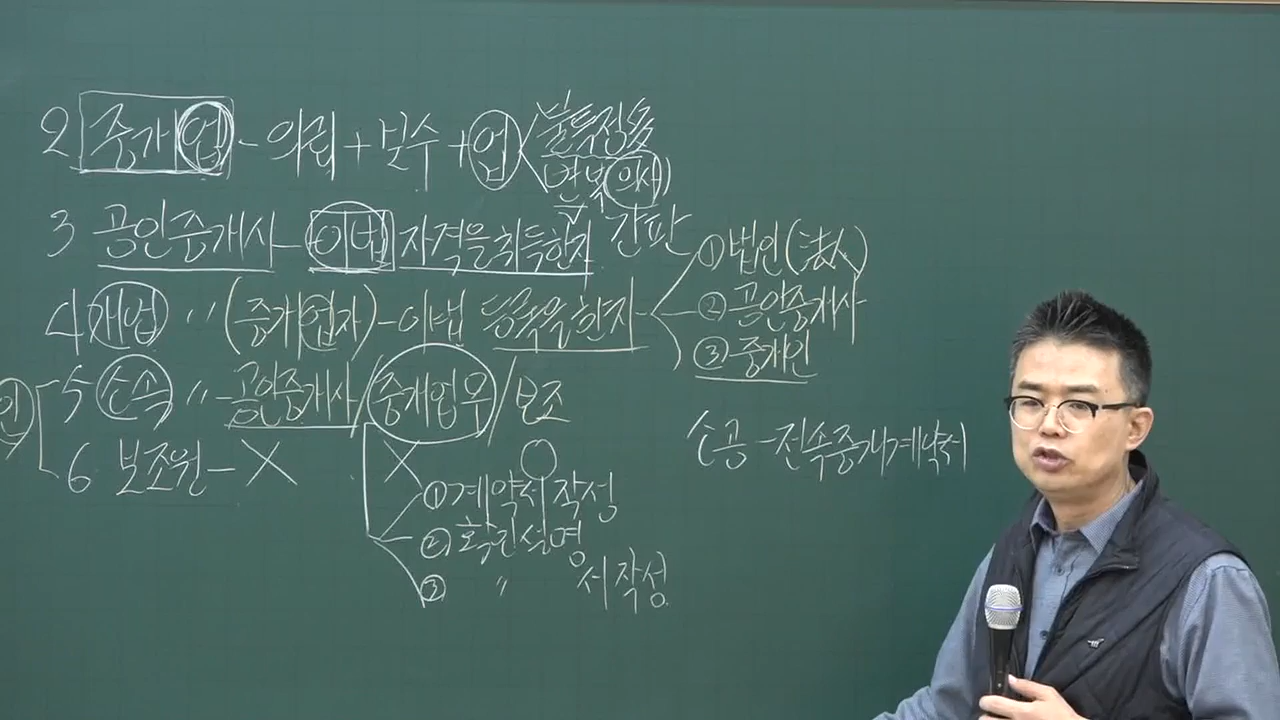 2 중개업 - 의뢰 + 보수 + 업 < 불특정多
반복 (의사)
3 공인중개사 - 이법 자격을 취득한자 간판
① 법인 (法人)
4 개업 〃 (중개업자) - 이법 등록을 한자
② 공인중개사
③ 중개인
5 소속 〃 - 공인중개사 / 중개업무 / 보조
6 보조원 - X X ○
소공 - 전속중개계약서
① 계약서 작성
② 확인설명
③ 〃 서 작성